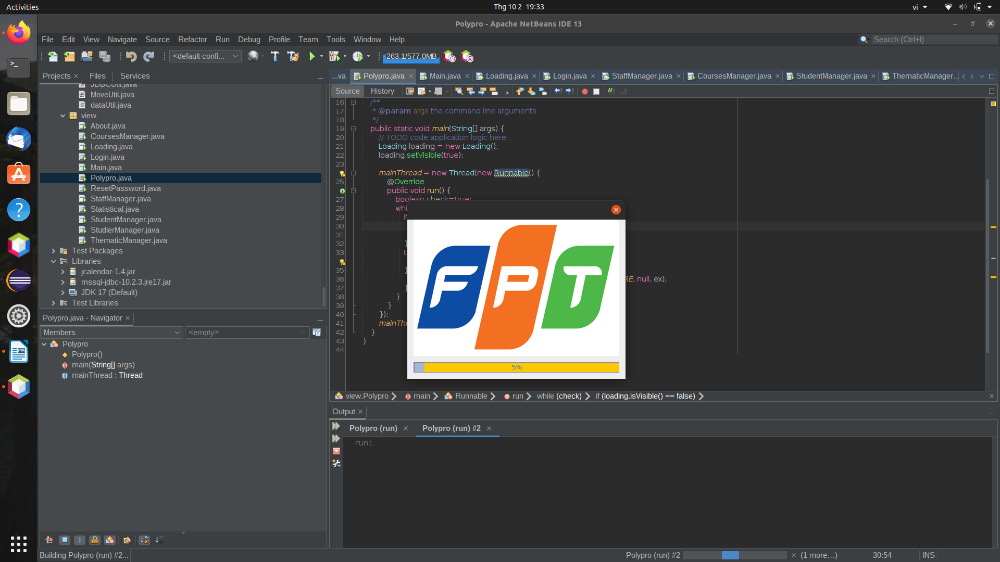 Activities
Thg 10 2 19:33
vi
Polypro - Apache NetBeans IDE 13
File Edit View Navigate Source Refactor Run Debug Profile Team Tools Window Help
Search (Ctrl+I)
<default confi...
263.1/577.0MB
Projects Files Services
JDBCUtil.java
MoveUtil.java
dataUtil.java
view
About.java
CoursesManager.java
Loading.java
Login.java
Main.java
Polypro.java
ResetPassword.java
StaffManager.java
Statistical.java
StudentManager.java
StudierManager.java
ThematicManager.java
Test Packages
Libraries
jcalendar-1.4.jar
mssql-jdbc-10.2.3.jre17.jar
JDK 17 (Default)
Test Libraries
Polypro.java - Navigator
Members
<empty>
Polypro
Polypro()
main(String[] args)
mainThread : Thread
Building Polypro (run) #2...
...va Polypro.java Main.java Loading.java Login.java StaffManager.java CoursesManager.java StudentManager.java ThematicManager...
Source History
16 /**
17 * @param args the command line arguments
18 */
19 public static void main(String[] args) {
20 // TODO code application logic here
21 Loading loading = new Loading();
22 loading.setVisible(true);
23
mainThread = new Thread(new Runnable() {
25 @Override
public void run() {
27 boolean check=true;
28 whi
29 if
30
31
32 }
33 t
35 }
36 RE, null, ex);
37 }
38 }
39 }
40 });
41 mainThr
42 }
43 }
44
FPT
5%
view.Polypro main Runnable run while (check) if (loading.isVisible() == false)
Output
Polypro (run) Polypro (run) #2
run:
Polypro (run) #2
(1 more...)
30:54
INS